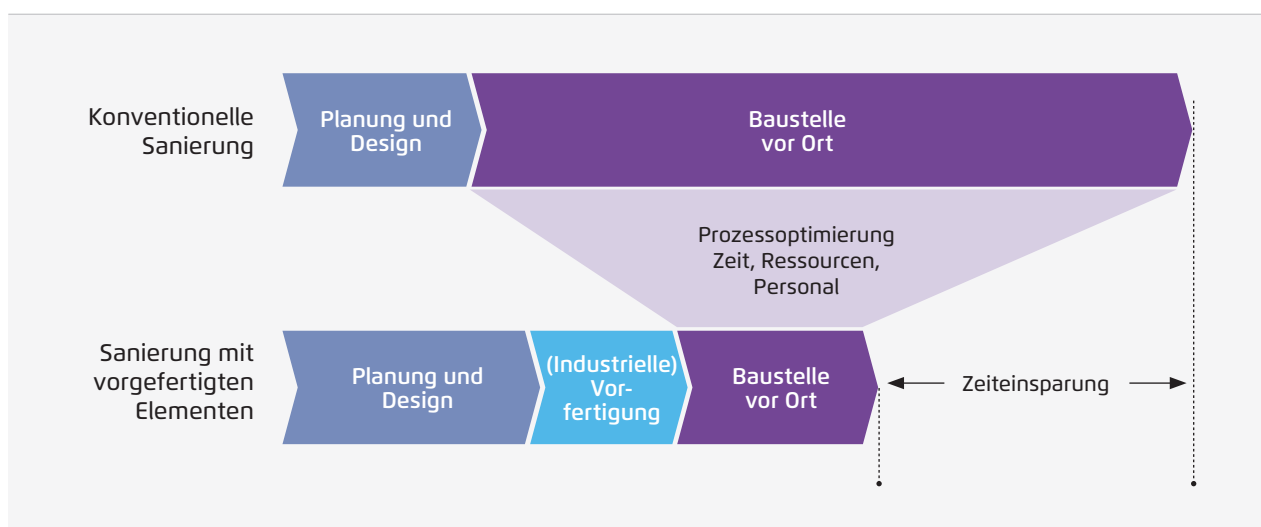 Konventionelle
Sanierung
Planung und
Design
Baustelle
vor Ort
Prozessoptimierung
Zeit, Ressourcen,
Personal
Sanierung mit
vorgefertigten
Elementen
Planung und
Design
(Industrielle)
Vor-
fertigung
Baustelle
vor Ort
Zeiteinsparung